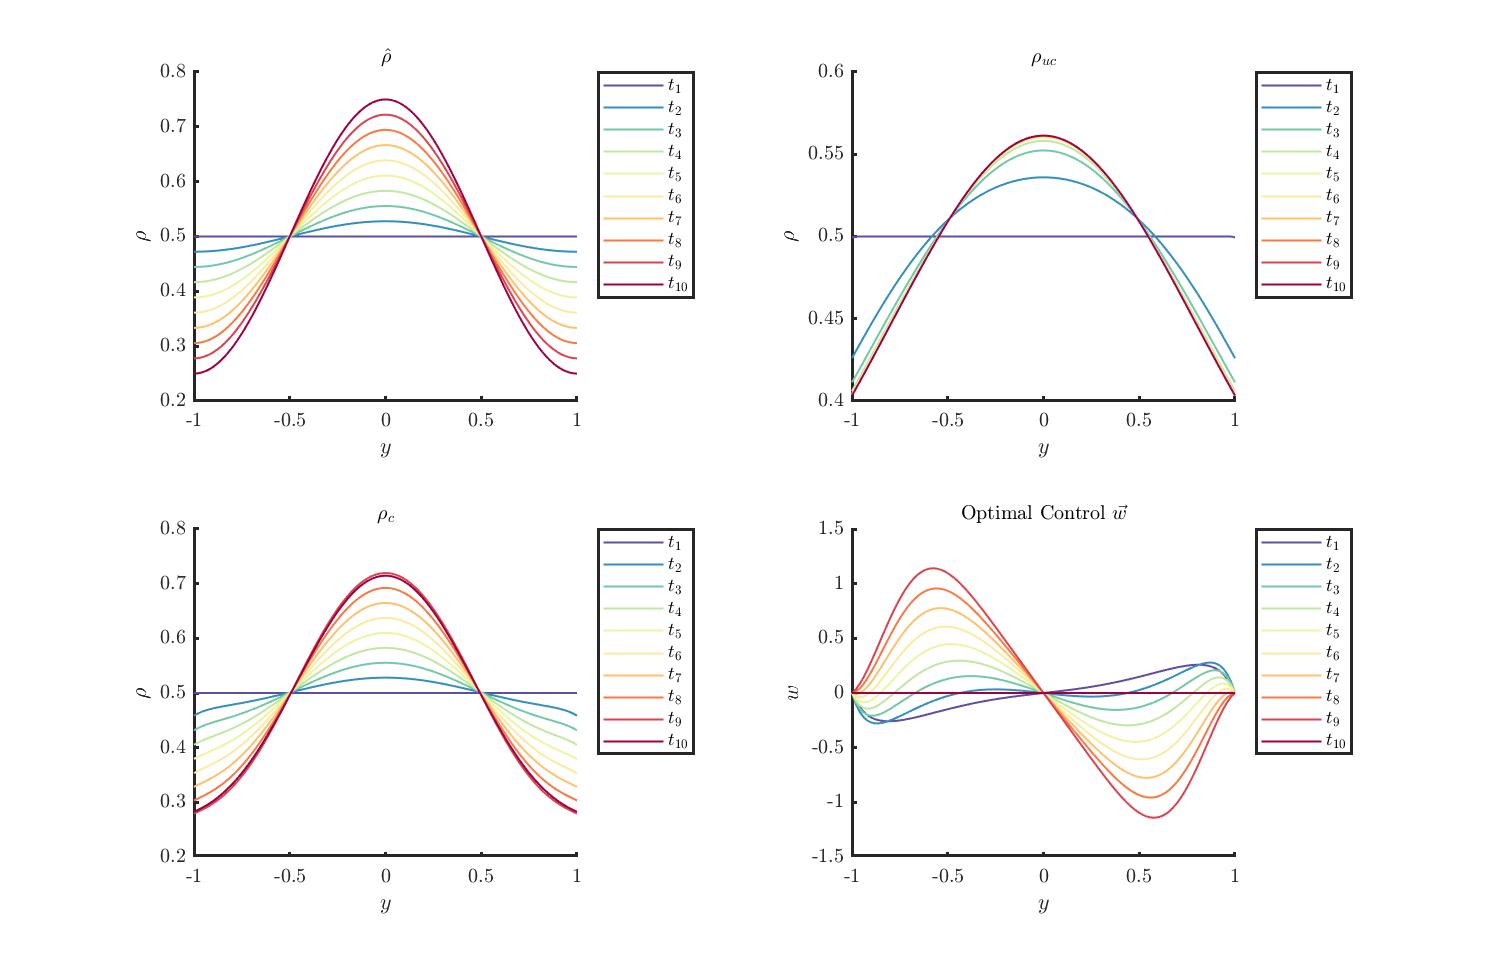 ρ̂
0.8
0.7
0.6
0.5
0.4
0.3
0.2
ρ
-1 -0.5 0 0.5 1
y
t₁
t₂
t₃
t₄
t₅
t₆
t₇
t₈
t₉
t₁₀
ρ_uc
0.6
0.55
0.5
0.45
0.4
ρ
-1 -0.5 0 0.5 1
y
t₁
t₂
t₃
t₄
t₅
t₆
t₇
t₈
t₉
t₁₀
ρ_c
0.8
0.7
0.6
0.5
0.4
0.3
0.2
ρ
-1 -0.5 0 0.5 1
y
t₁
t₂
t₃
t₄
t₅
t₆
t₇
t₈
t₉
t₁₀
Optimal Control w⃗
1.5
1
0.5
0
-0.5
-1
-1.5
w
-1 -0.5 0 0.5 1
y
t₁
t₂
t₃
t₄
t₅
t₆
t₇
t₈
t₉
t₁₀